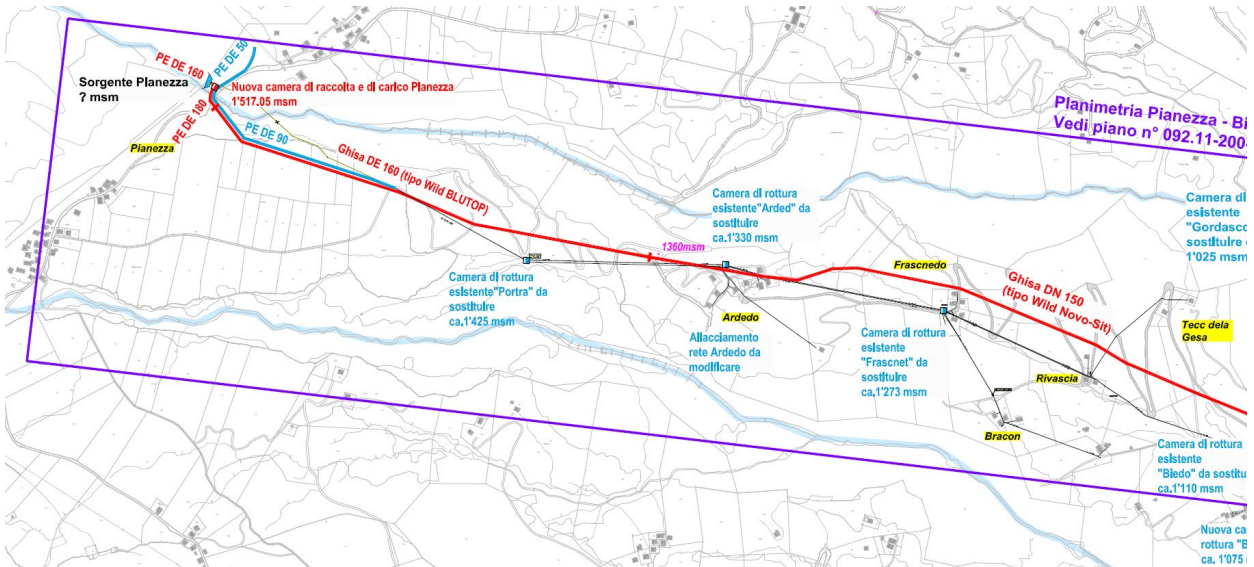 PE DE 160
PE DE 50
Sorgente Pianezza
? msm
Nuova camera di raccolta e di carico Pianezza
1'517.05 msm
PE DE 180
PE DE 90
Pianezza
Ghisa DE 160 (tipo Wild BLUTOP)
Planimetria Pianezza - Bi
Vedi piano n° 092.11-200
Camera di rottura
esistente"Arded" da
sostituire
ca.1'330 msm
Camera di
esistente
"Gordasco
sostituire
1'025 msm
1360msm
Frascnedo
Ghisa DN 150
(tipo Wild Novo-Sit)
Camera di rottura
esistente"Portra" da
sostituire
ca.1'425 msm
Ardedo
Allacciamento
rete Ardedo da
modificare
Camera di rottura
esistente
"Frascnet" da
sostituire
ca.1'273 msm
Tecc dela
Gesa
Rivascia
Bracon
Camera di rottura
esistente
"Biedo" da sostitu
ca.1'110 msm
Nuova ca
rottura "B
ca. 1'075